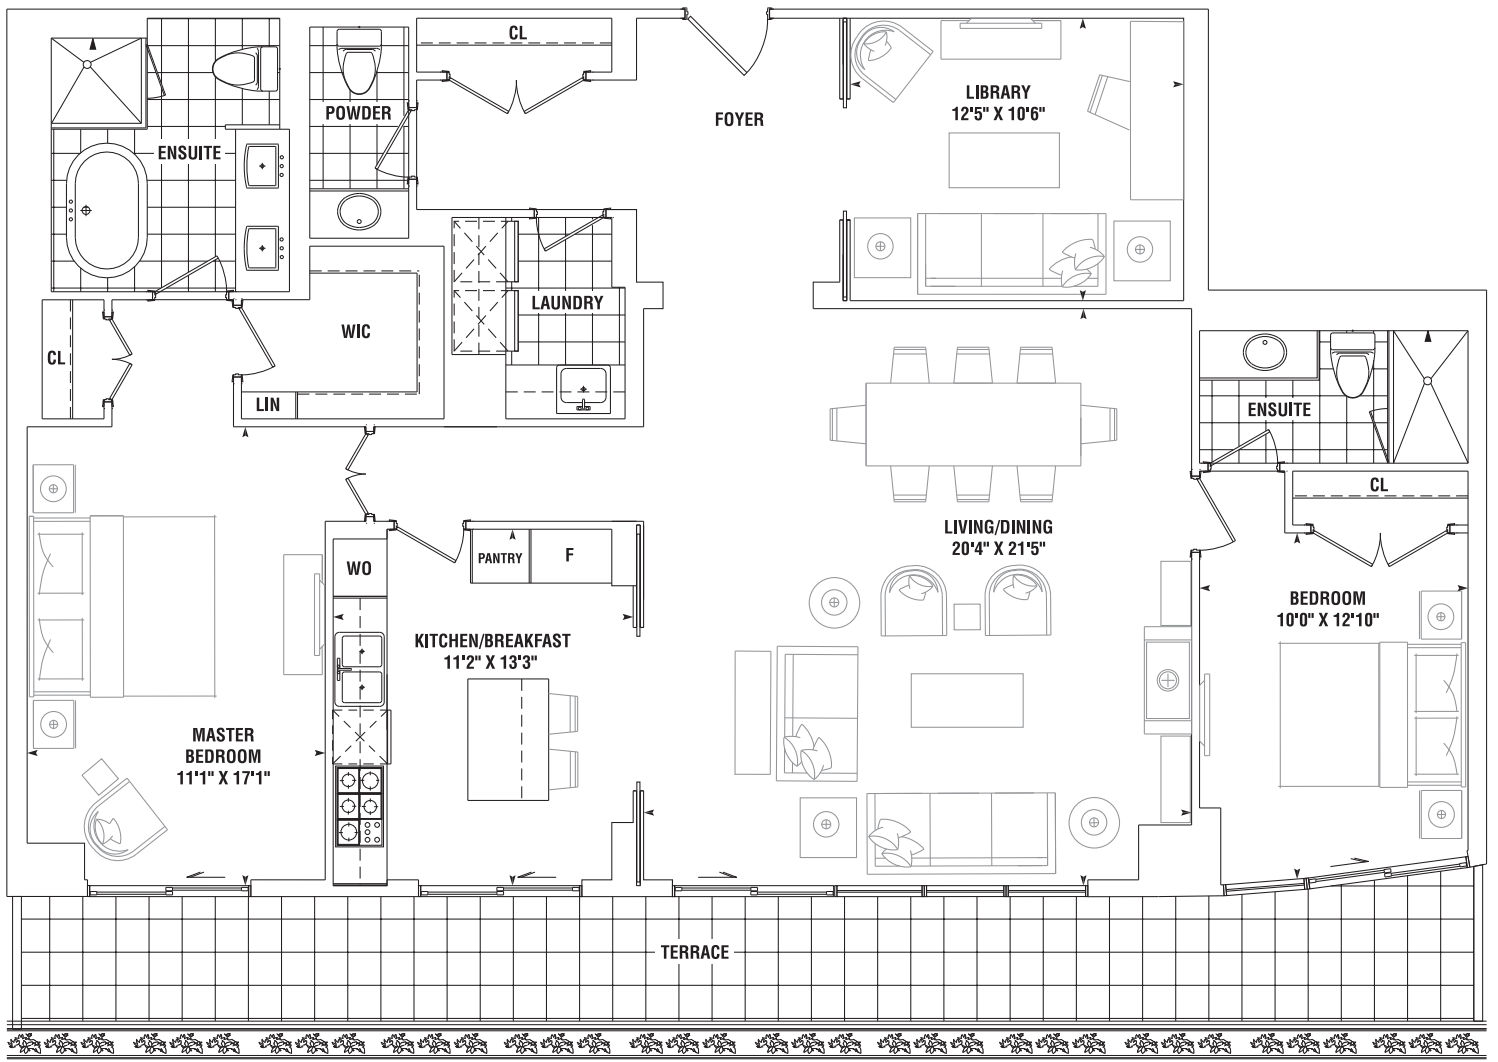 CL
POWDER
FOYER
LIBRARY
12'5" X 10'6"
ENSUITE
LAUNDRY
WIC
CL
LIN
ENSUITE
CL
LIVING/DINING
20'4" X 21'5"
PANTRY
F
WO
BEDROOM
10'0" X 12'10"
KITCHEN/BREAKFAST
11'2" X 13'3"
MASTER
BEDROOM
11'1" X 17'1"
TERRACE